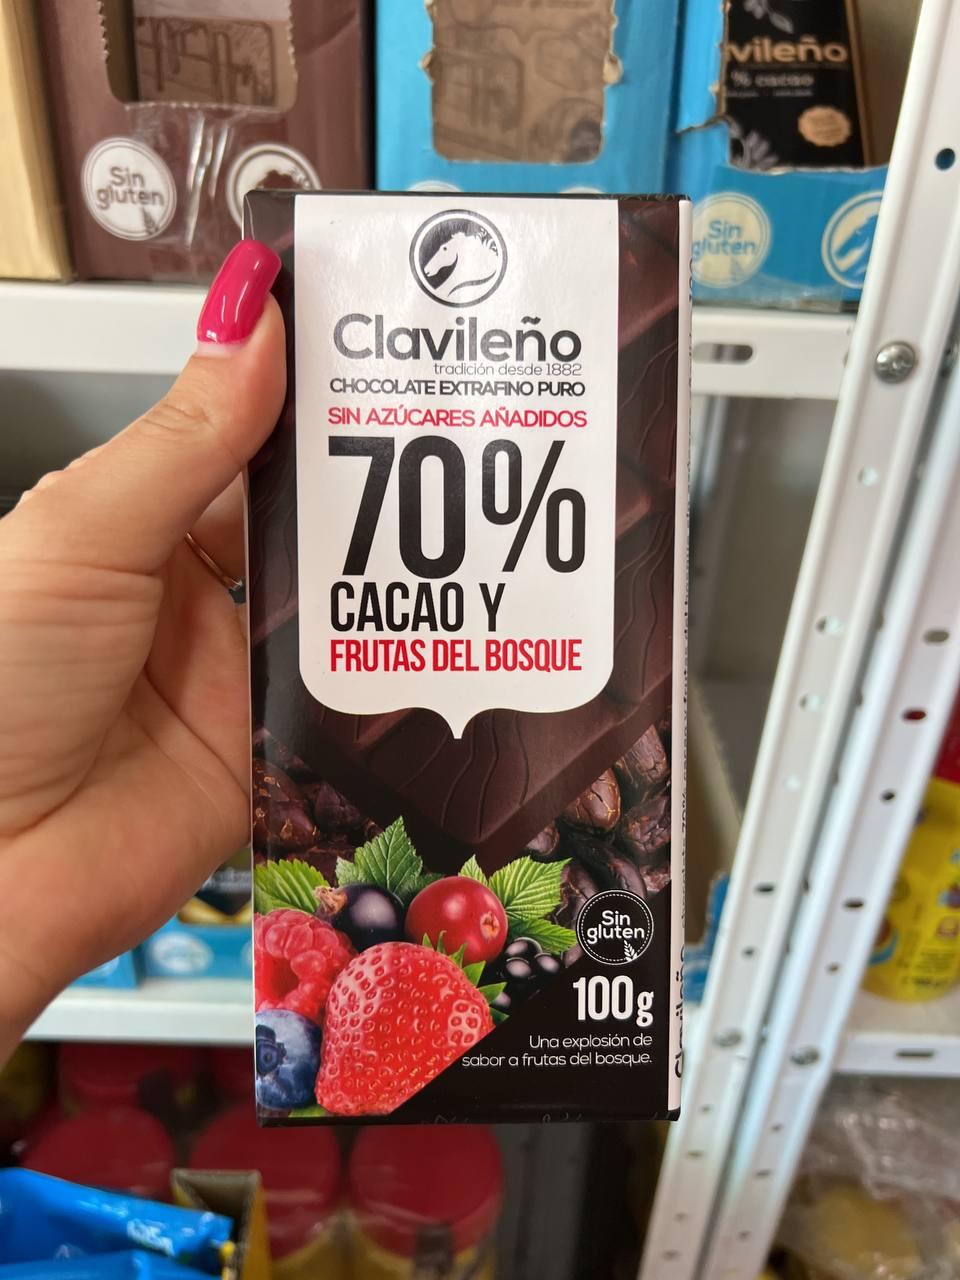 Sin
gluten
vileño
% cacao
Sin
gluten
Clavileño
tradición desde 1882
CHOCOLATE EXTRAFINO PURO
SIN AZÚCARES AÑADIDOS
70%
CACAO Y
FRUTAS DEL BOSQUE
Sin
gluten
100g
Una explosión de
sabor a frutas del bosque.